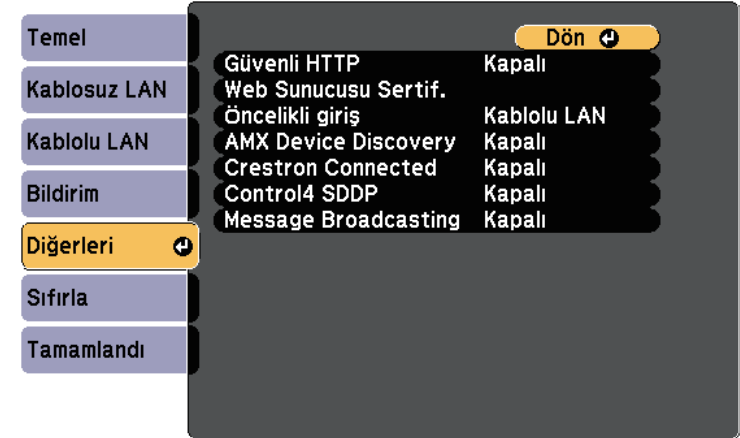 Temel
Kablosuz LAN
Kablolu LAN
Bildirim
Diğerleri
Sıfırla
Tamamlandı
Dön
Güvenli HTTP Kapalı
Web Sunucusu Sertif.
Öncelikli giriş Kablolu LAN
AMX Device Discovery Kapalı
Crestron Connected Kapalı
Control4 SDDP Kapalı
Message Broadcasting Kapalı